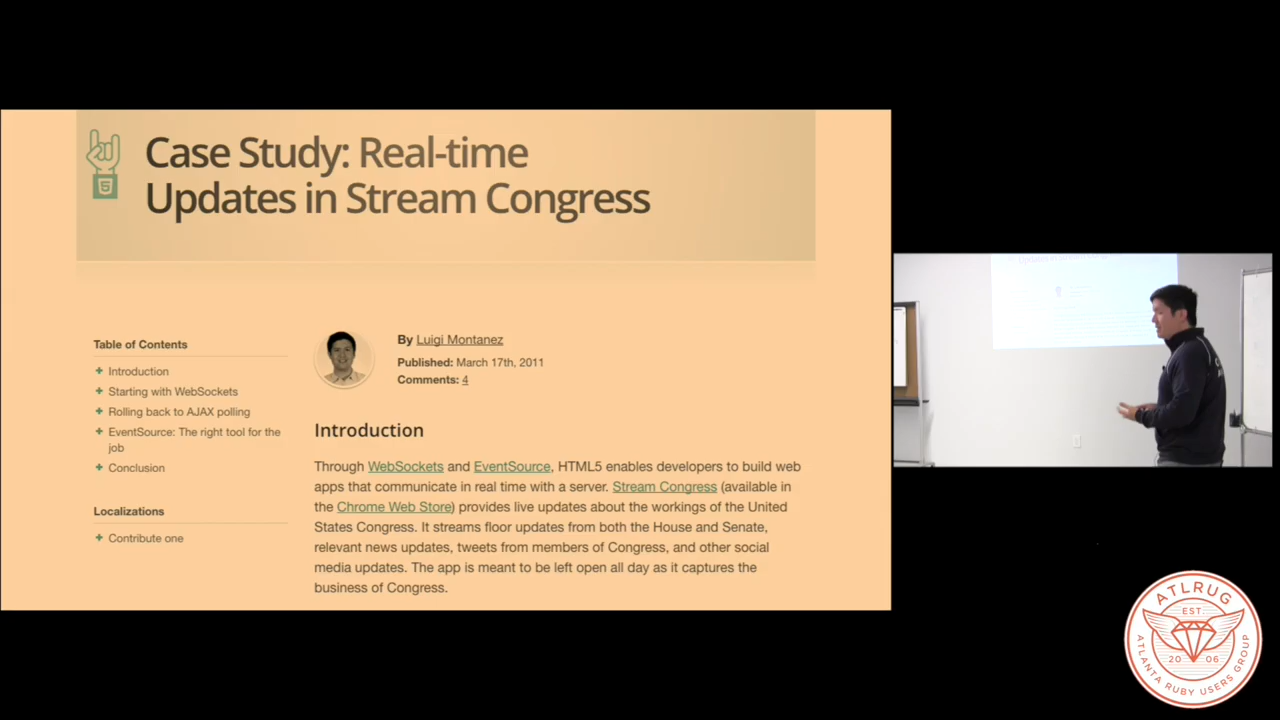 Case Study: Real-time
Updates in Stream Congress
Table of Contents
Introduction
Starting with WebSockets
Rolling back to AJAX polling
EventSource: The right tool for the
job
Conclusion
Localizations
Contribute one
By Luigi Montanez
Published: March 17th, 2011
Comments: 4
Introduction
Through WebSockets and EventSource, HTML5 enables developers to build web
apps that communicate in real time with a server. Stream Congress (available in
the Chrome Web Store) provides live updates about the workings of the United
States Congress. It streams floor updates from both the House and Senate,
relevant news updates, tweets from members of Congress, and other social
media updates. The app is meant to be left open all day as it captures the
business of Congress.
5
ATLRUG
EST.
20 06
ATLANTA RUBY USERS GROUP